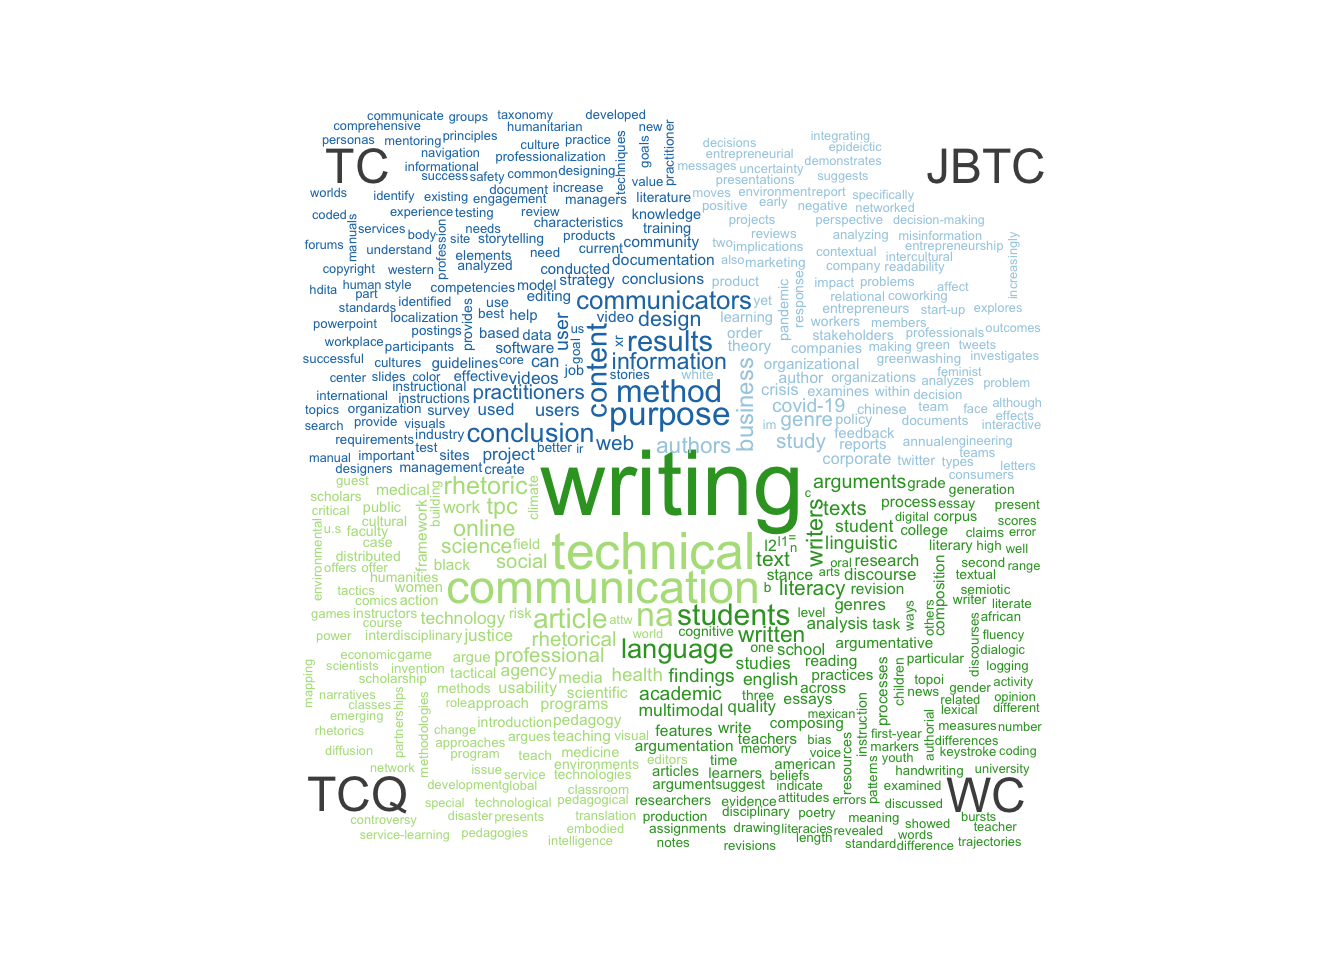 communicate groups taxonomy developed
comprehensive humanitarian new
personas mentoring principles culture practice techniques goals practitioner decisions integrating
TC navigation professionalization entrepreneurial epideictic JBTC
informational common designing messages uncertainty demonstrates
success safety value presentations suggests
worlds identify existing document increase managers literature moves environment report specifically
engagement positive early negative networked
coded manuals experience testing review characteristics knowledge projects perspective decision-making
services body profession needs training reviews analyzing misinformation
forums understand site storytelling products community two implications contextual entrepreneurship increasingly
elements need current documentation also marketing intercultural
copyright western analyzed conducted company readability
hdita human style competencies model strategy conclusions product pandemic response impact problems affect
part identified use editing communicators yet relational coworking
standards localization provides best help video design learning entrepreneurs start-up explores
powerpoint postings based data user us content workers members outcomes
workplace participants software goal xr results order stakeholders professionals
successful cultures guidelines core can information theory companies making green tweets
center slides color effective videos job stories white business organizational greenwashing investigates
instructional practitioners method author organizations analyzes feminist problem
international instructions crisis examines within decision although
topics organization survey used users purpose covid-19 chinese team face effects
search provide visuals im genre policy documents interactive
requirements industry conclusion web authors study feedback annual engineering
manual important test sites project better ir reports teams
designers management create corporate twitter types letters
guest writing consumers
scholars medical building rhetoric climate c arguments grade generation
critical public work tpc writers texts process essay present
u.s cultural framework online student digital corpus scores
environmental faculty case science field l2 l1 = n linguistic college claims error
distributed black social technical text oral research literary high well
offers offer stance arts discourse second range
humanities women communication b literacy revision composition textual
tactics comics action semiotic
games instructors technology risk article attw na students level genres ways others writer literate
course analysis task african
power interdisciplinary justice rhetorical world cognitive written argumentative discourses fluency
economic game argue professional language one school dialogic
mapping scientists invention tactical agency media studies reading particular logging
scholarship health findings english practices processes children topoi activity
narratives partnerships methods usability scientific academic three across news gender opinion
classes role approach programs essays related different
emerging methodologies introduction pedagogy multimodal quality mexican lexical
rhetorics change argues teaching visual features write composing instruction authorial measures number
diffusion approaches argumentation teachers bias first-year differences
program teach medicine editors memory voice markers keystroke coding
network issue environments time american resources patterns youth
TCQ service technologies articles learners beliefs handwriting university
development global classroom argument suggest indicate examined WC
special technological pedagogical researchers evidence attitudes errors discussed
controversy disaster presents translation production disciplinary poetry meaning bursts
service-learning pedagogies embodied assignments drawing literacies revealed showed teacher
intelligence notes revisions length standard words difference trajectories